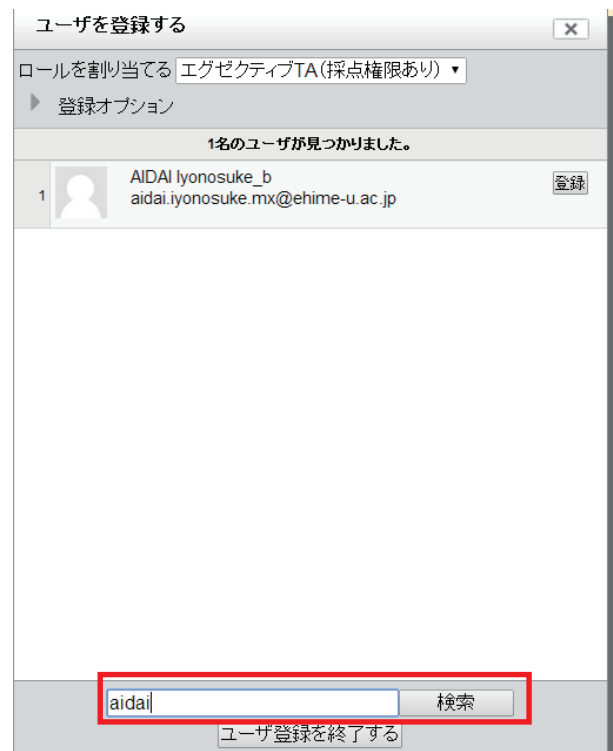 ユーザを登録する
ロールを割り当てる エグゼクティブTA(採点権限あり)
登録オプション
1名のユーザが見つかりました。
1 AIDAI Iyonosuke_b 登録
aidai.iyonosuke.mx@ehime-u.ac.jp
aidai 検索
ユーザ登録を終了する